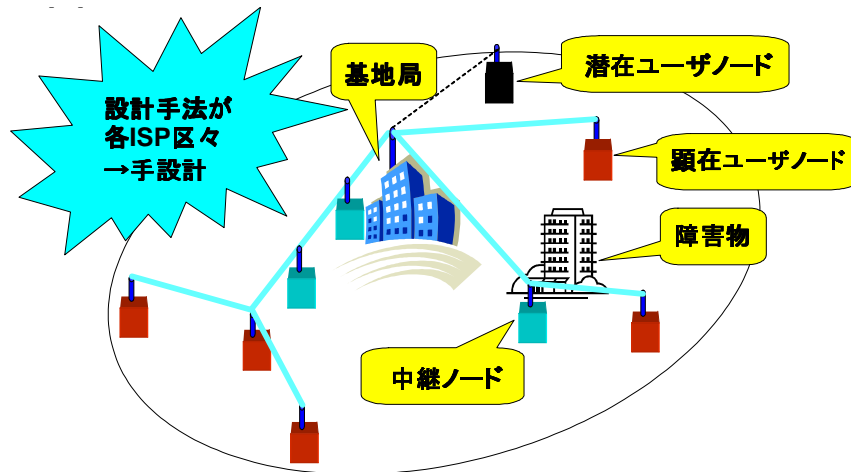 設計手法が
各ISP区々
→手設計
基地局
潜在ユーザノード
顕在ユーザノード
障害物
中継ノード